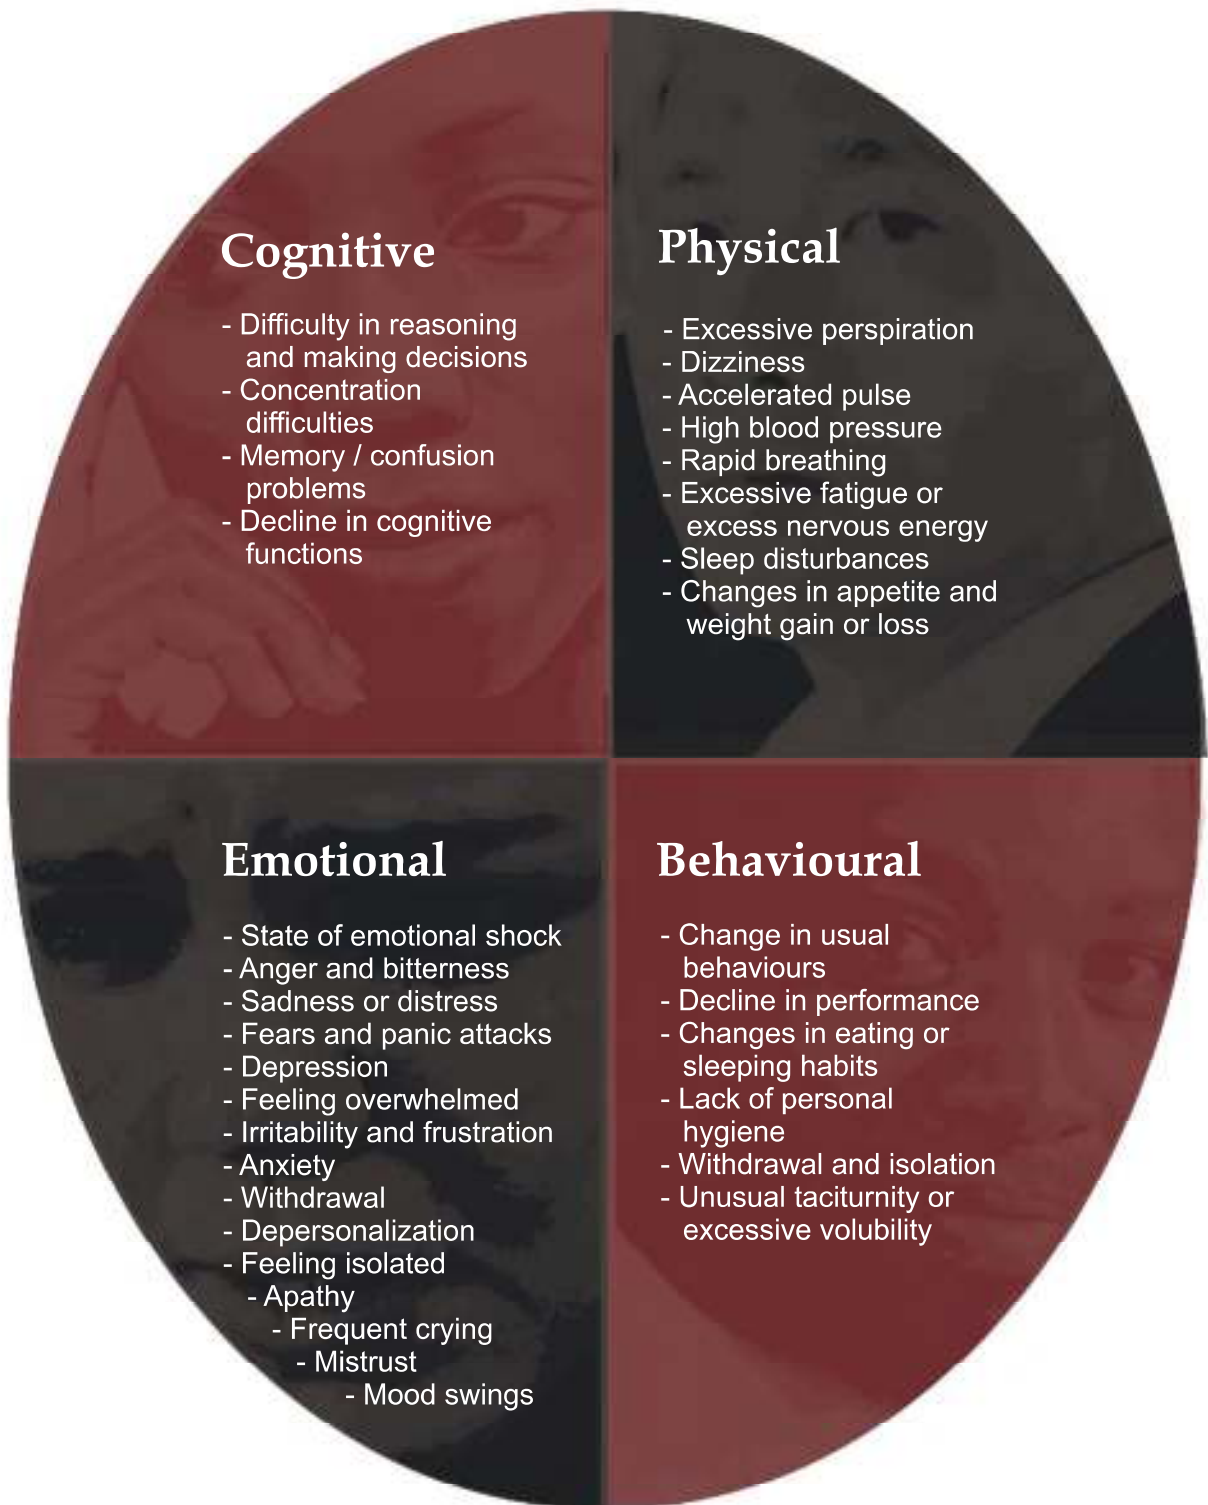 Cognitive
- Difficulty in reasoning
and making decisions
- Concentration
difficulties
- Memory / confusion
problems
- Decline in cognitive
functions
Physical
- Excessive perspiration
- Dizziness
- Accelerated pulse
- High blood pressure
- Rapid breathing
- Excessive fatigue or
excess nervous energy
- Sleep disturbances
- Changes in appetite and
weight gain or loss
Emotional
- State of emotional shock
- Anger and bitterness
- Sadness or distress
- Fears and panic attacks
- Depression
- Feeling overwhelmed
- Irritability and frustration
- Anxiety
- Withdrawal
- Depersonalization
- Feeling isolated
- Apathy
- Frequent crying
- Mistrust
- Mood swings
Behavioural
- Change in usual
behaviours
- Decline in performance
- Changes in eating or
sleeping habits
- Lack of personal
hygiene
- Withdrawal and isolation
- Unusual taciturnity or
excessive volubility